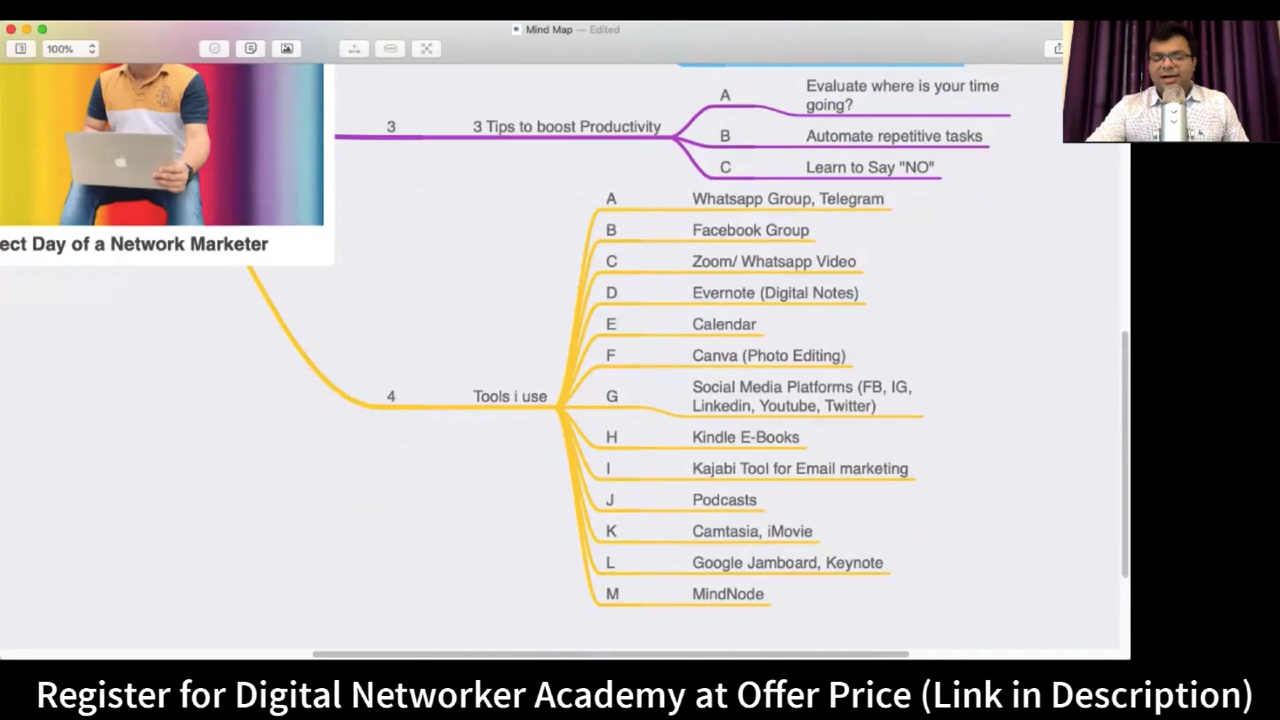 Mind Map — Edited
100%
A
Evaluate where is your time
going?
3
3 Tips to boost Productivity
B
Automate repetitive tasks
C
Learn to Say "NO"
ect Day of a Network Marketer
4
Tools i use
A
Whatsapp Group, Telegram
B
Facebook Group
C
Zoom/ Whatsapp Video
D
Evernote (Digital Notes)
E
Calendar
F
Canva (Photo Editing)
G
Social Media Platforms (FB, IG,
Linkedin, Youtube, Twitter)
H
Kindle E-Books
I
Kajabi Tool for Email marketing
J
Podcasts
K
Camtasia, iMovie
L
Google Jamboard, Keynote
M
MindNode
Register for Digital Networker Academy at Offer Price (Link in Description)